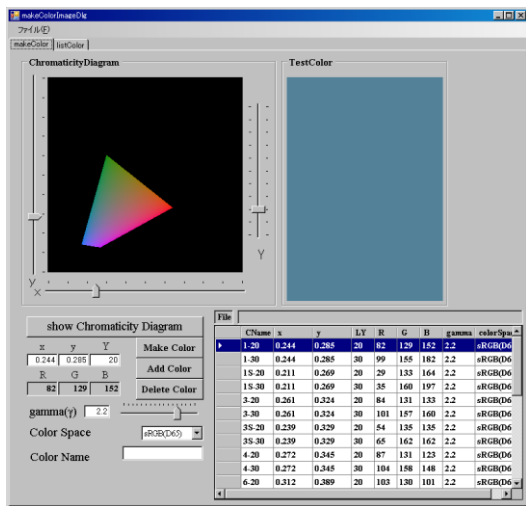 makeColorImageDlg
ファイル(F)
makeColor listColor
ChromaticityDiagram
TestColor
Y
y
x
show Chromaticity Diagram
x y Y
0.244 0.285 20
R G B
82 129 152
Make Color
Add Color
Delete Color
gamma(γ) 2.2
Color Space sRGB(D65)
Color Name
File
CName x y LY R G B gamma colorSpac
1-20 0.244 0.285 20 82 129 152 2.2 sRGB(D6
1-30 0.244 0.285 30 99 155 182 2.2 sRGB(D6
1S-20 0.211 0.269 20 29 133 164 2.2 sRGB(D6
1S-30 0.211 0.269 30 35 160 197 2.2 sRGB(D6
3-20 0.261 0.324 20 84 131 133 2.2 sRGB(D6
3-30 0.261 0.324 30 101 157 160 2.2 sRGB(D6
3S-20 0.239 0.329 20 54 135 135 2.2 sRGB(D6
3S-30 0.239 0.329 30 65 162 162 2.2 sRGB(D6
4-20 0.272 0.345 20 87 131 123 2.2 sRGB(D6
4-30 0.272 0.345 30 104 158 148 2.2 sRGB(D6
6-20 0.312 0.389 20 103 130 101 2.2 sRGB(D6